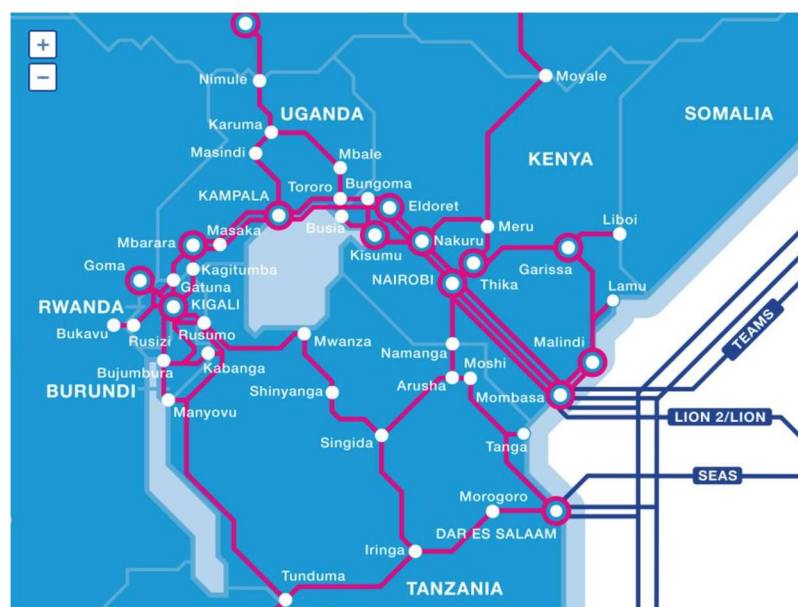 +
−
Nimule
Moyale
UGANDA
SOMALIA
Karuma
Masindi
Mbale
KENYA
KAMPALA
Tororo
Bungoma
Eldoret
Mbarara
Masaka
Busia
Meru
Liboi
Goma
Kagitumba
Kisumu
Nakuru
Gatuna
NAIROBI
Thika
Garissa
RWANDA
KIGALI
Lamu
Bukavu
Rusizi
Rusumo
Mwanza
Namanga
Malindi
TEAMS
Bujumbura
Kabanga
Moshi
BURUNDI
Shinyanga
Arusha
Mombasa
Manyovu
LION 2/LION
Singida
Tanga
SEAS
Morogoro
DAR ES SALAAM
Iringa
Tunduma
TANZANIA